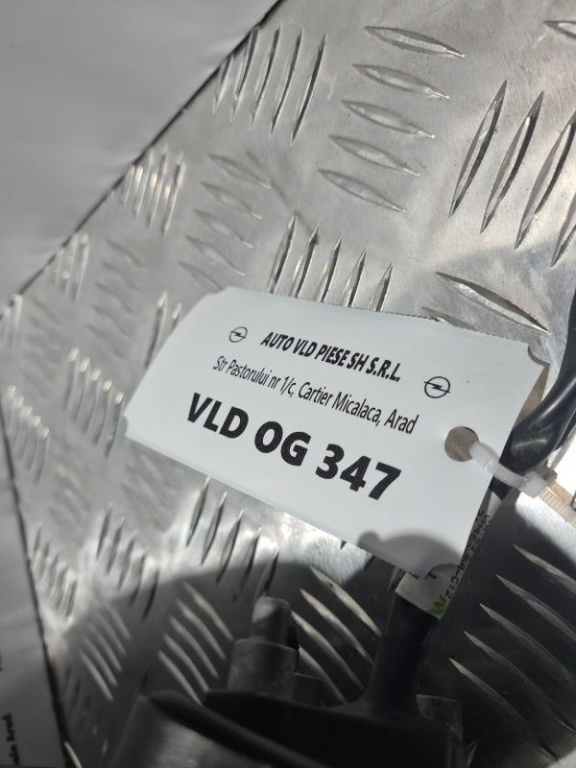 AUTO VLD PIESE SH S.R.L.
Str Pastorului nr 1/c, Cartier Micalaca, Arad
VLD OG 347